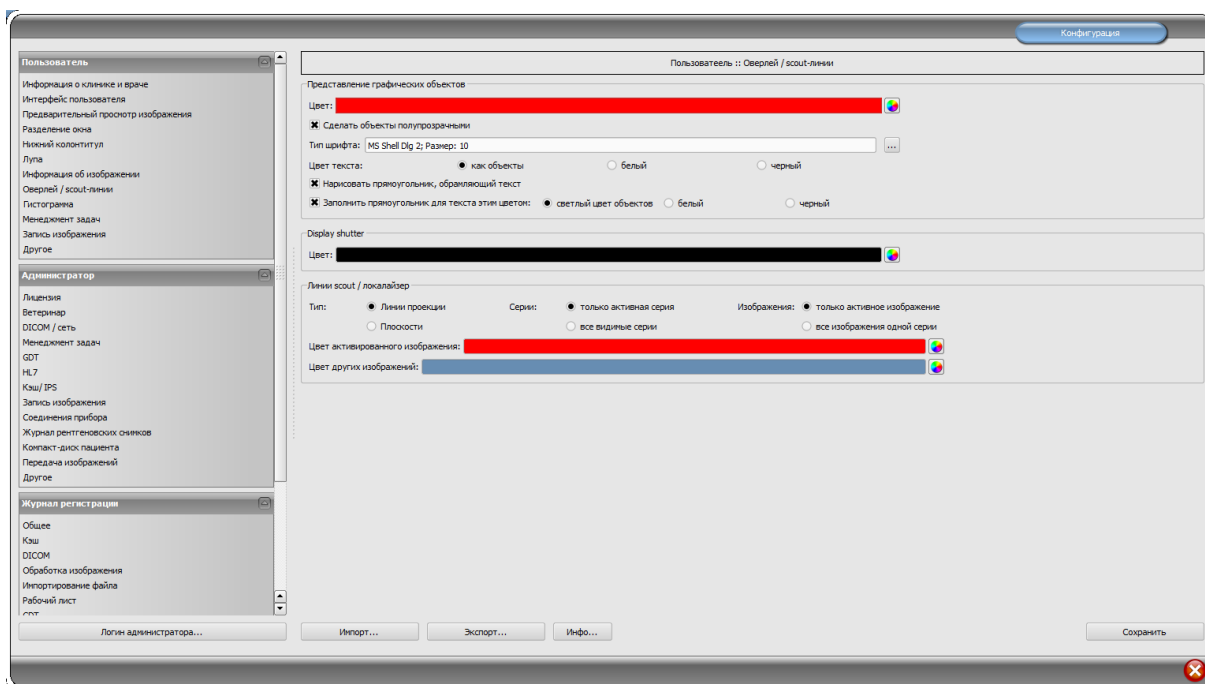 Конфигурация
Пользователь
Информация о клинике и враче
Интерфейс пользователя
Предварительный просмотр изображения
Разделение окна
Нижний колонтитул
Лупа
Информация об изображении
Оверлей / scout-линии
Гистограмма
Менеджмент задач
Запись изображения
Другое
Администратор
Лицензия
Ветеринар
DICOM / сеть
Менеджмент задач
GDT
HL7
Кэш/ IPS
Запись изображения
Соединения прибора
Журнал рентгеновских снимков
Компакт-диск пациента
Передача изображений
Другое
Журнал регистрации
Общее
Кэш
DICOM
Обработка изображения
Импортирование файла
Рабочий лист
GDT
Логин администратора...
Пользоватеель :: Оверлей / scout-линии
Представление графических объектов
Цвет:
Сделать объекты полупрозрачными
Тип шрифта: MS Shell Dlg 2; Размер: 10 ...
Цвет текста: как объекты белый черный
Нарисовать прямоугольник, обрамляющий текст
Заполнить прямоугольник для текста этим цветом: светлый цвет объектов белый черный
Display shutter
Цвет:
Линии scout / локалайзер
Тип: Линии проекции Серии: только активная серия Изображения: только активное изображение
Плоскости все видимые серии все изображения одной серии
Цвет активированного изображения:
Цвет других изображений:
Импорт... Экспорт... Инфо... Сохранить